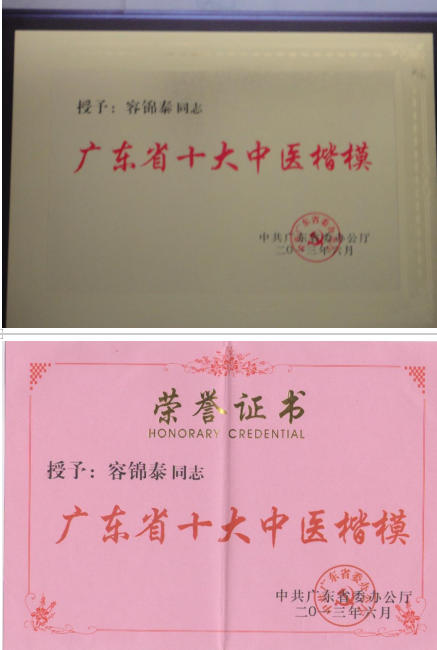 授予：容锦泰同志
广东省十大中医楷模
中共广东省委办公厅
二〇一三年六月
荣誉证书
HONORARY CREDENTIAL
授予：容锦泰同志
广东省十大中医楷模
中共广东省委办公厅
二〇一三年六月